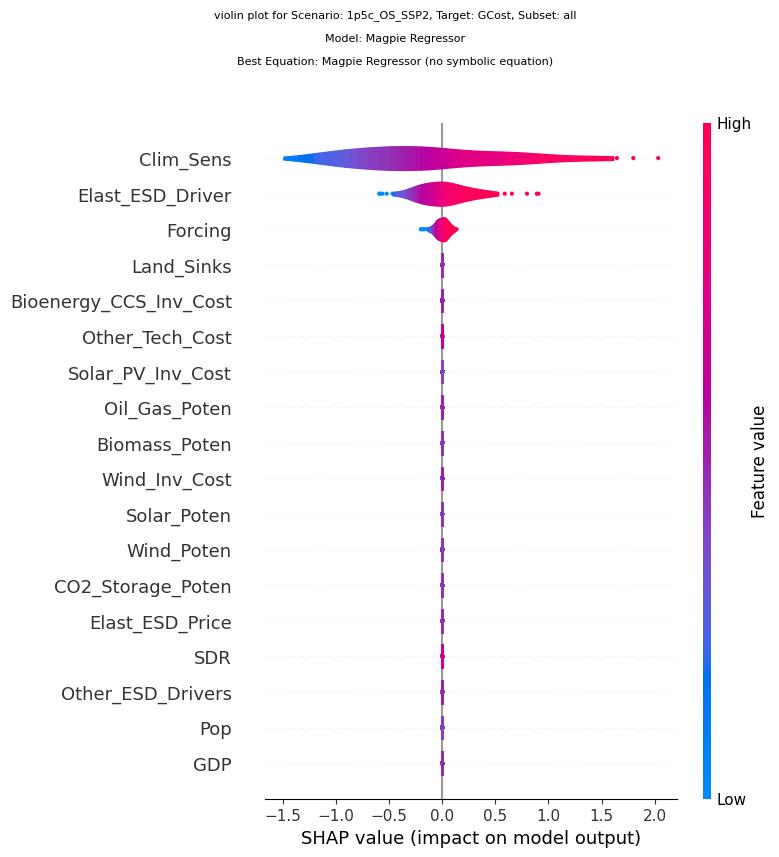 violin plot for Scenario: 1p5c_OS_SSP2, Target: GCost, Subset: all
Model: Magpie Regressor
Best Equation: Magpie Regressor (no symbolic equation)
High
Clim_Sens
Elast_ESD_Driver
Forcing
Land_Sinks
Bioenergy_CCS_Inv_Cost
Other_Tech_Cost
Solar_PV_Inv_Cost
Oil_Gas_Poten
Biomass_Poten
Wind_Inv_Cost
Solar_Poten
Wind_Poten
CO2_Storage_Poten
Elast_ESD_Price
SDR
Other_ESD_Drivers
Pop
GDP
Feature value
Low
−1.5 −1.0 −0.5 0.0 0.5 1.0 1.5 2.0
SHAP value (impact on model output)